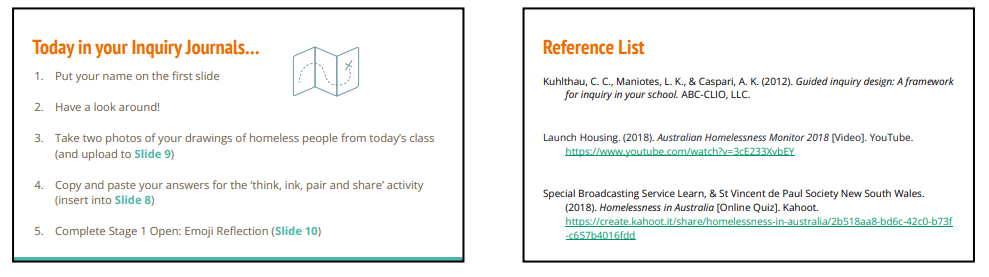 Today in your Inquiry Journals...
1. Put your name on the first slide
2. Have a look around!
3. Take two photos of your drawings of homeless people from today's class
(and upload to Slide 9)
4. Copy and paste your answers for the 'think, ink, pair and share' activity
(insert into Slide 8)
5. Complete Stage 1 Open: Emoji Reflection (Slide 10)
Reference List
Kuhlthau, C. C., Maniotes, L. K., & Caspari, A. K. (2012). Guided inquiry design: A framework
for inquiry in your school. ABC-CLIO, LLC.
Launch Housing. (2018). Australian Homelessness Monitor 2018 [Video]. YouTube.
https://www.youtube.com/watch?v=3cE233XvbEY
Special Broadcasting Service Learn, & St Vincent de Paul Society New South Wales.
(2018). Homelessness in Australia [Online Quiz]. Kahoot.
https://create.kahoot.it/share/homelessness-in-australia/2b518aa8-bd6c-42c0-b73f
-c657b4016fdd